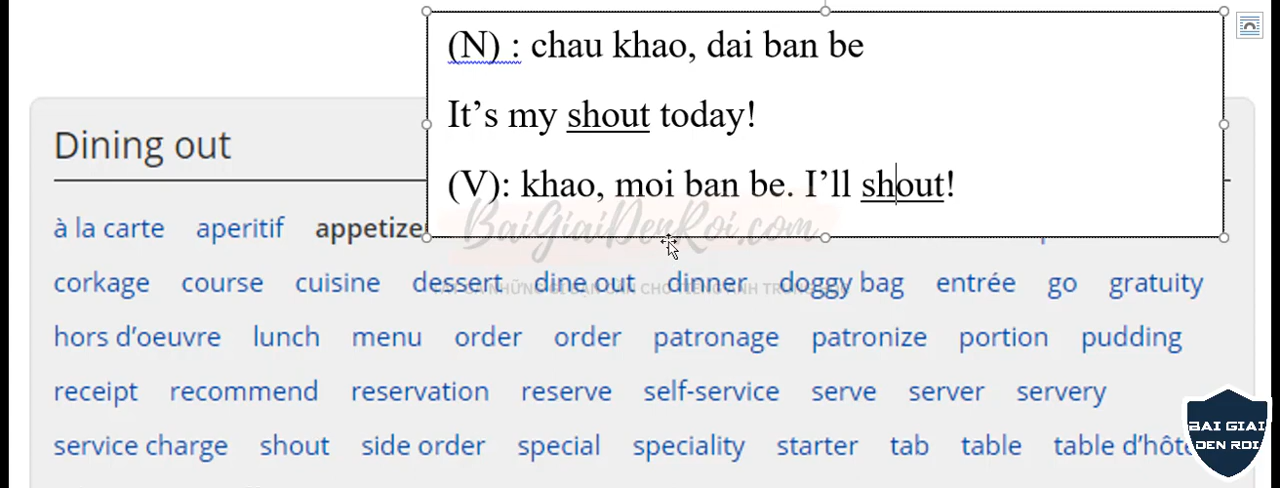 (N) : chau khao, dai ban be
It’s my shout today!
(V): khao, moi ban be. I’ll shout!
Dining out
à la carte aperitif appetize
BaiGiaiDenRoi.com
corkage course cuisine dessert dine out dinner doggy bag entrée go gratuity
hors d’oeuvre lunch menu order order patronage patronize portion pudding
receipt recommend reservation reserve self-service serve server servery
service charge shout side order special speciality starter tab table table d’hôte
BAI GIAI
DEN ROI